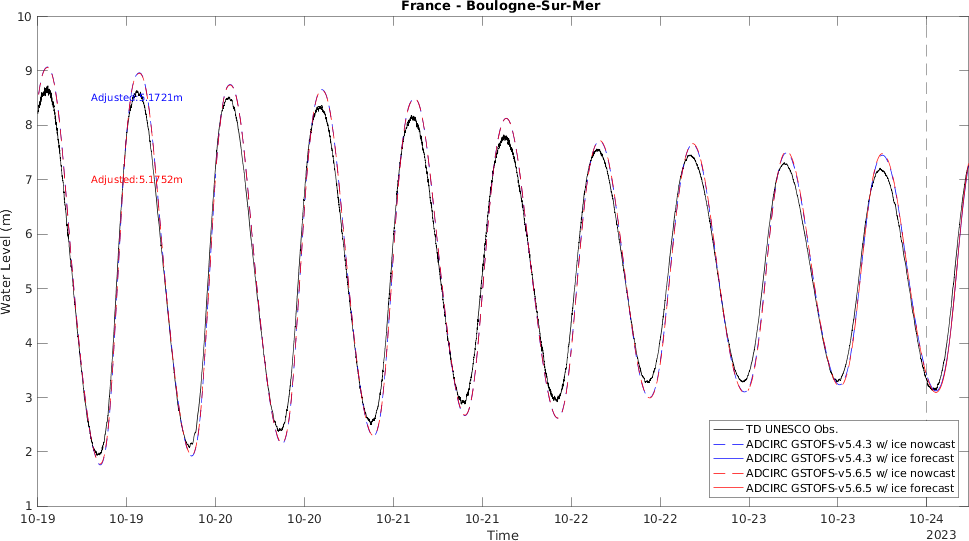 France - Boulogne-Sur-Mer
10
9
8
7
6
5
4
3
2
1
Water Level (m)
Adjusted:5.1721m
Adjusted:5.1752m
TD UNESCO Obs.
ADCIRC GSTOFS-v5.4.3 w/ ice nowcast
ADCIRC GSTOFS-v5.4.3 w/ ice forecast
ADCIRC GSTOFS-v5.6.5 w/ ice nowcast
ADCIRC GSTOFS-v5.6.5 w/ ice forecast
10-19 10-19 10-20 10-20 10-21 10-21 10-22 10-22 10-23 10-23 10-24
2023
Time